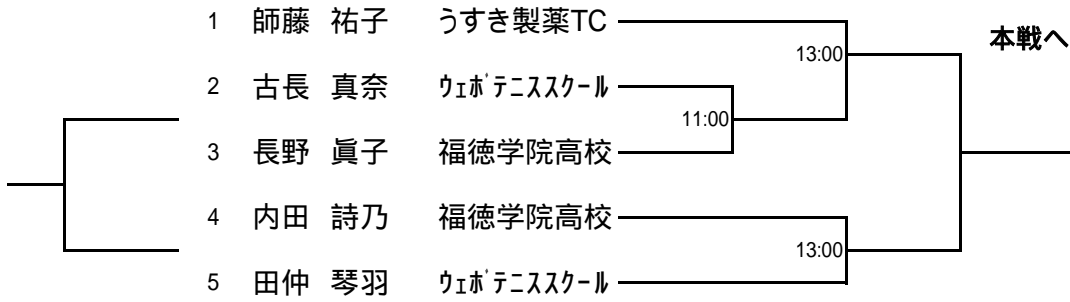 1 師藤 祐子 うすき製薬TC
13:00
本戦へ
2 古長 真奈 ｳｪﾎﾞﾃﾆｽｽｸｰﾙ
11:00
3 長野 眞子 福徳学院高校
4 内田 詩乃 福徳学院高校
13:00
5 田仲 琴羽 ｳｪﾎﾞﾃﾆｽｽｸｰﾙ